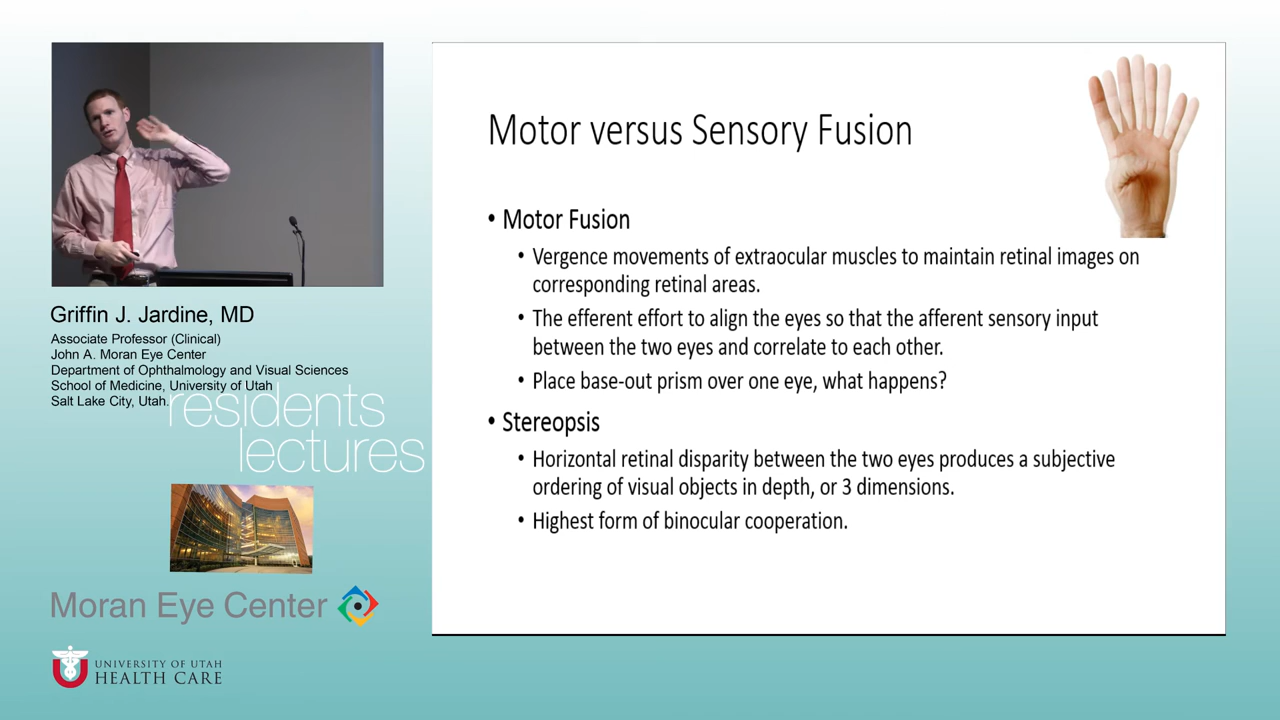 Griffin J. Jardine, MD
Associate Professor (Clinical)
John A. Moran Eye Center
Department of Ophthalmology and Visual Sciences
School of Medicine, University of Utah
Salt Lake City, Utah.
residents
lectures
Moran Eye Center
UNIVERSITY OF UTAH
HEALTH CARE
Motor versus Sensory Fusion
• Motor Fusion
• Vergence movements of extraocular muscles to maintain retinal images on
corresponding retinal areas.
• The efferent effort to align the eyes so that the afferent sensory input
between the two eyes and correlate to each other.
• Place base-out prism over one eye, what happens?
• Stereopsis
• Horizontal retinal disparity between the two eyes produces a subjective
ordering of visual objects in depth, or 3 dimensions.
• Highest form of binocular cooperation.